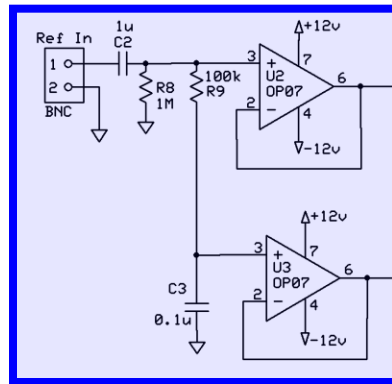 Ref In
1u
C2
1
2
BNC
R8
1M
100k
R9
+12v
3
+
7
U2
OP07
6
2
−
4
−12v
+12v
3
+
7
U3
OP07
6
2
−
4
−12v
C3
0.1u